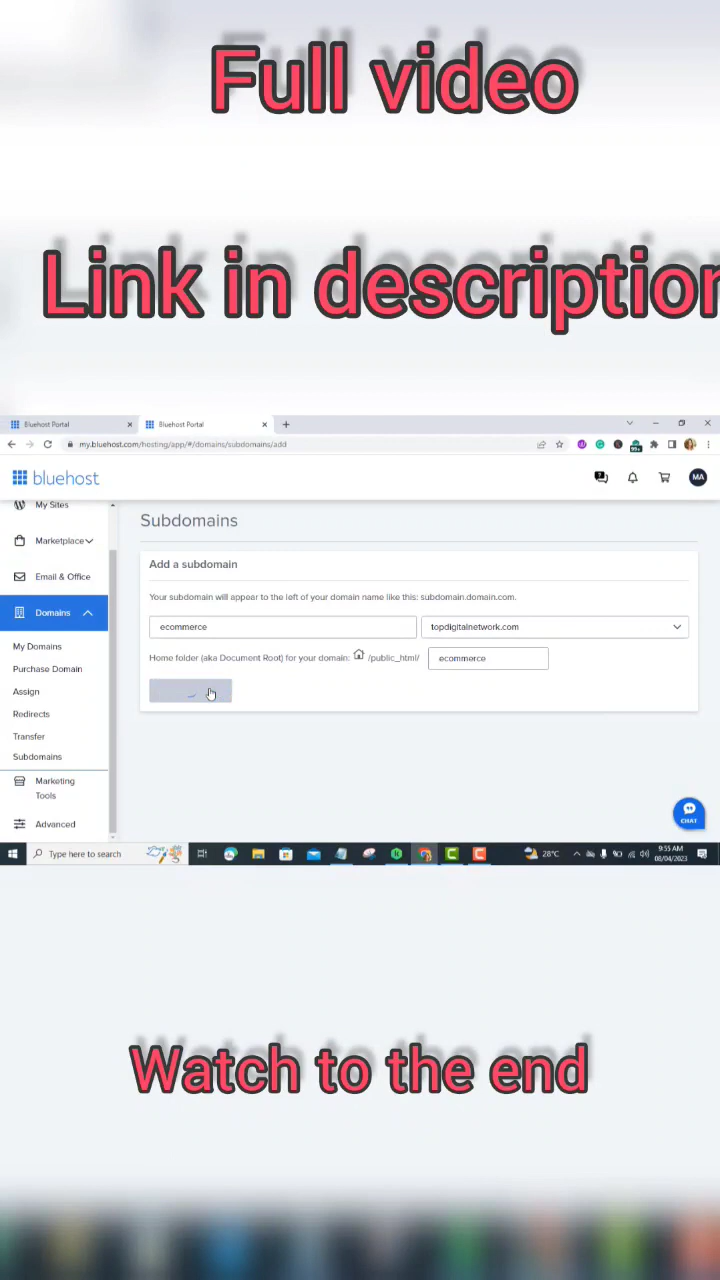 Full video
Link in description
Bluehost Portal
Bluehost Portal
my.bluehost.com/hosting/app/#/domains/subdomains/add
99+
bluehost
MA
My Sites
Marketplace
Email & Office
Domains
My Domains
Purchase Domain
Assign
Redirects
Transfer
Subdomains
Marketing
Tools
Advanced
Subdomains
Add a subdomain
Your subdomain will appear to the left of your domain name like this: subdomain.domain.com.
ecommerce
topdigitalnetwork.com
Home folder (aka Document Root) for your domain: /public_html/ ecommerce
CHAT
Type here to search
28°C
9:55 AM
08/04/2023
Watch to the end